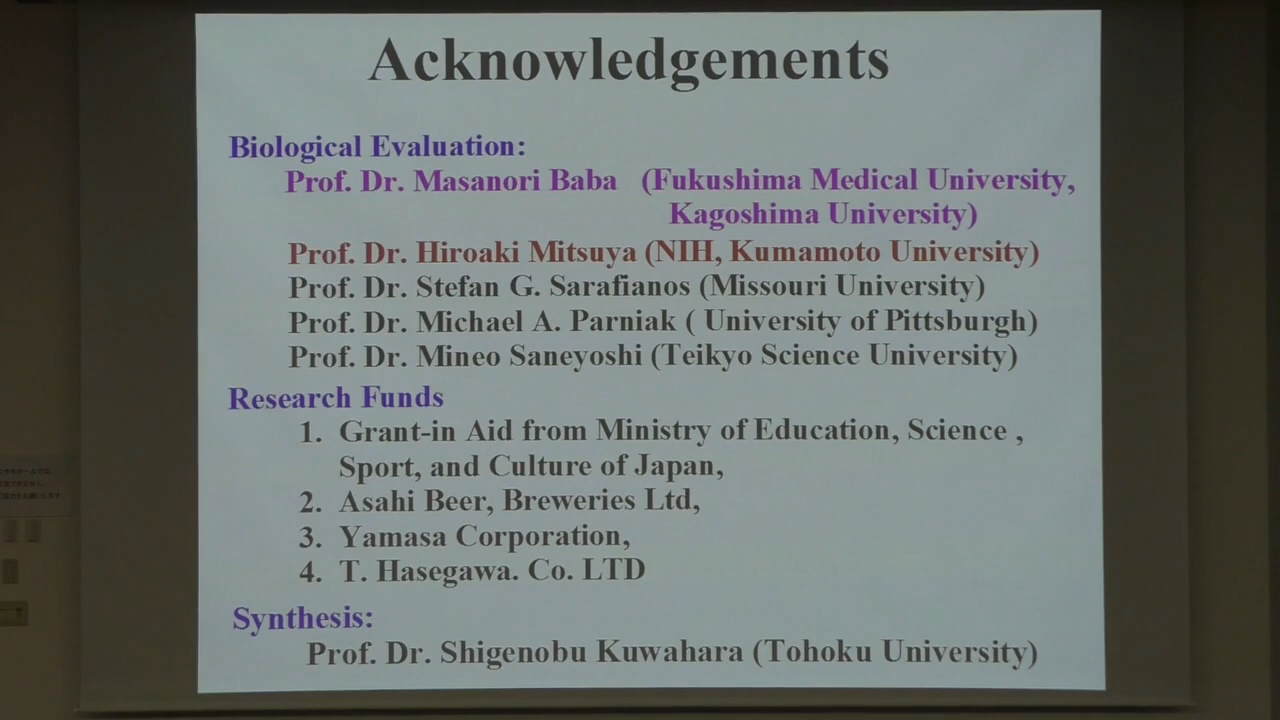 Acknowledgements
Biological Evaluation:
Prof. Dr. Masanori Baba (Fukushima Medical University,
Kagoshima University)
Prof. Dr. Hiroaki Mitsuya (NIH, Kumamoto University)
Prof. Dr. Stefan G. Sarafianos (Missouri University)
Prof. Dr. Michael A. Parniak ( University of Pittsburgh)
Prof. Dr. Mineo Saneyoshi (Teikyo Science University)
Research Funds
1. Grant-in Aid from Ministry of Education, Science ,
Sport, and Culture of Japan,
2. Asahi Beer, Breweries Ltd,
3. Yamasa Corporation,
4. T. Hasegawa. Co. LTD
Synthesis:
Prof. Dr. Shigenobu Kuwahara (Tohoku University)